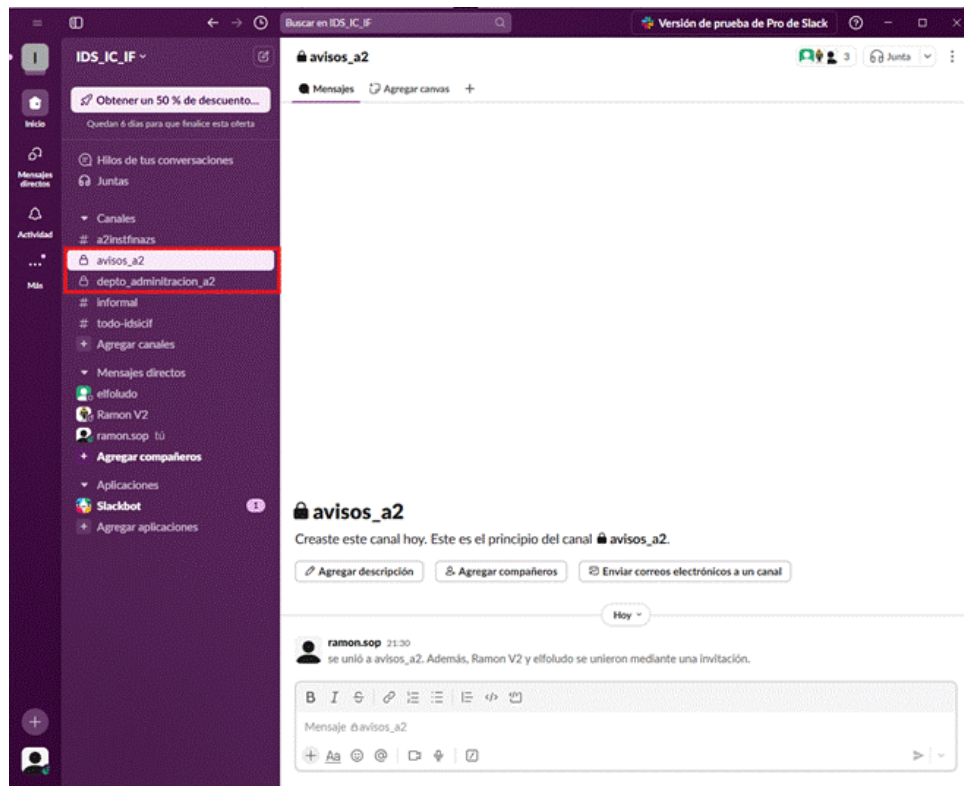 Buscar en IDS_IC_IF
Versión de prueba de Pro de Slack
I
IDS_IC_IF
Obtener un 50 % de descuento...
Quedan 6 días para que finalice esta oferta
Inicio
Mensajes directos
Actividad
Más
Hilos de tus conversaciones
Juntas
Canales
# a2instfinazs
avisos_a2
depto_adminitracion_a2
# informal
# todo-idsicif
+ Agregar canales
Mensajes directos
elfoludo
Ramon V2
ramon.sop tú
+ Agregar compañeros
Aplicaciones
Slackbot 1
+ Agregar aplicaciones
avisos_a2
3
Junta
Mensajes
Agregar canvas
+
avisos_a2
Creaste este canal hoy. Este es el principio del canal avisos_a2.
Agregar descripción
Agregar compañeros
Enviar correos electrónicos a un canal
Hoy
ramon.sop 21:30
se unió a avisos_a2. Además, Ramon V2 y elfoludo se unieron mediante una invitación.
B I S
Mensaje avisos_a2
+ Aa @